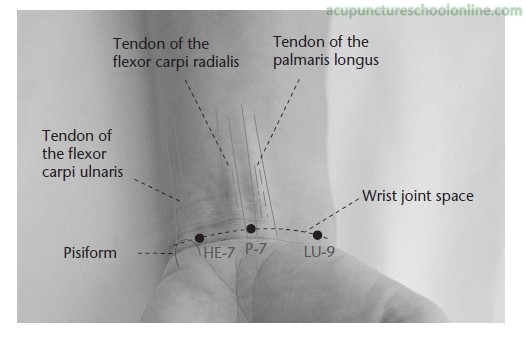 acupunctureschoolonline.com
Tendon of the
flexor carpi radialis
Tendon of the
palmaris longus
Tendon of
the flexor
carpi ulnaris
Wrist joint space
Pisiform
HE-7
P-7
LU-9